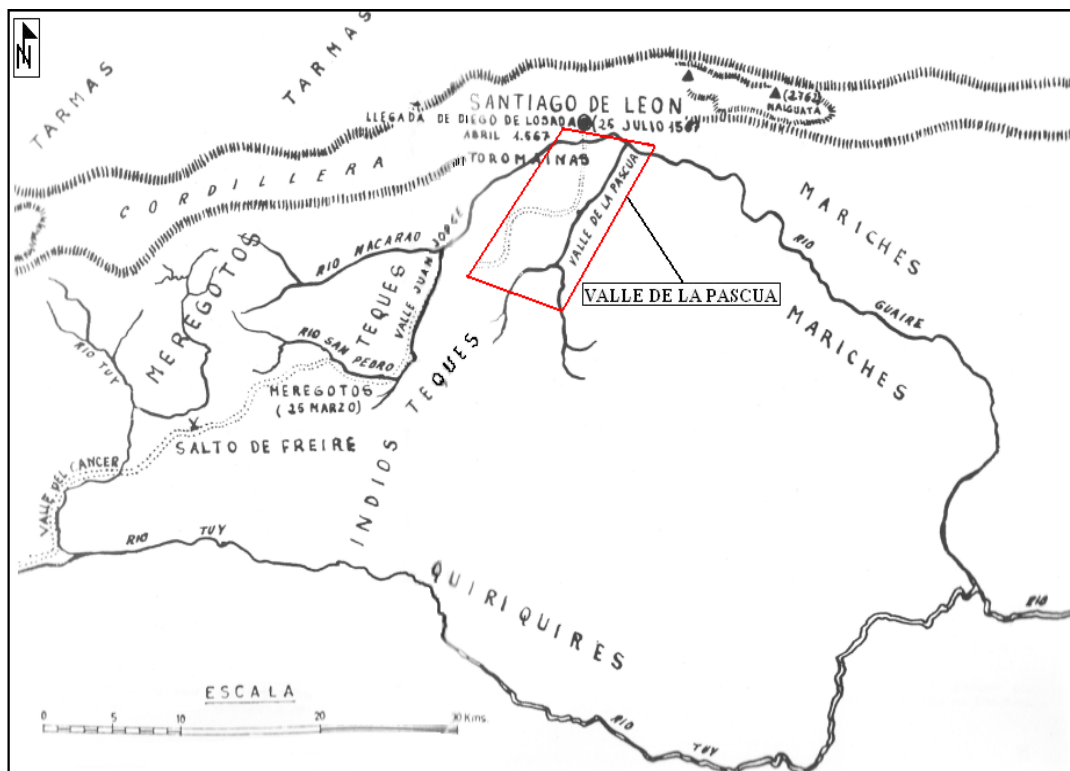 N
TARMAS
TARMAS
(2762)
NAIGUATÁ
SANTIAGO DE LEON
LLEGADA DE DIEGO DE LOSADA (25 JULIO 1567
ABRIL 1.567
TOROMAINAS
CORDILLERA
VALLE DE LA PASCUA
MARICHES
MEREGOTOS
RIO MACARAO
VALLE JUAN JORGE
TEQUES
RIO GUAIRE
VALLE DE LA PASCUA
MARICHES
RIO TUY
RIO SAN PEDRO
MEREGOTOS
(25 MARZO)
INDIOS TEQUES
SALTO DE FREIRE
VALLE DEL CANCER
RIO TUY
QUIRIQUIRES
RIO
ESCALA
0 5 10 20 30 Kms.
RIO TUY